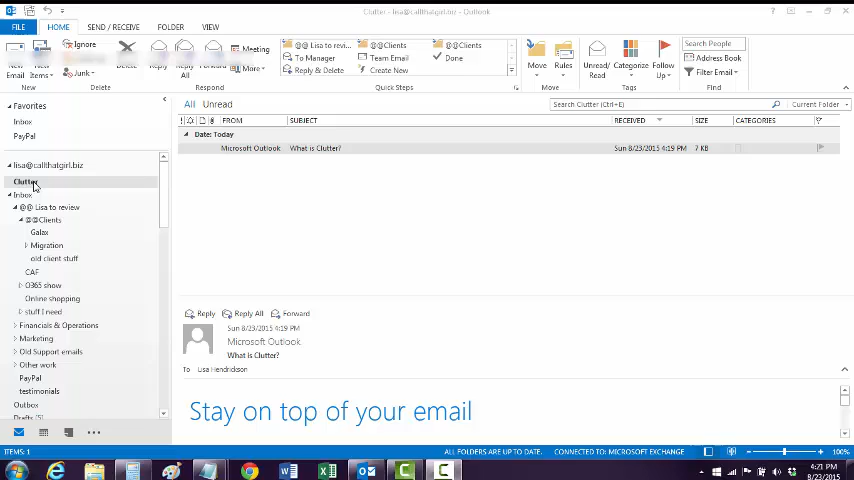 Clutter - lisa@callthatgirl.biz - Outlook
FILE HOME SEND / RECEIVE FOLDER VIEW
New Email
New Items
Ignore
Junk
Delete
Reply
Reply All
Forward
Meeting
More
@@ Lisa to revi...
To Manager
Reply & Delete
@@Clients
Team Email
Create New
@@Clients
Done
Move
Rules
Unread/ Read
Categorize
Follow Up
Search People
Address Book
Filter Email
New Delete Respond Quick Steps Move Tags Find
Favorites
Inbox
PayPal
lisa@callthatgirl.biz
Clutter
Inbox
@@ Lisa to review
@@Clients
Galax
Migration
old client stuff
CAF
O365 show
Online shopping
stuff I need
Financials & Operations
Marketing
Old Support emails
Other work
PayPal
testimonials
Outbox
Drafts [5]
All Unread
Search Clutter (Ctrl+E) Current Folder
FROM SUBJECT RECEIVED SIZE CATEGORIES
Date: Today
Microsoft Outlook What is Clutter? Sun 8/23/2015 4:19 PM 7 KB
Reply Reply All Forward
Sun 8/23/2015 4:19 PM
Microsoft Outlook
What is Clutter?
To Lisa Hendrickson
Stay on top of your email
ITEMS: 1 ALL FOLDERS ARE UP TO DATE. CONNECTED TO: MICROSOFT EXCHANGE 100%
4:21 PM
8/23/2015